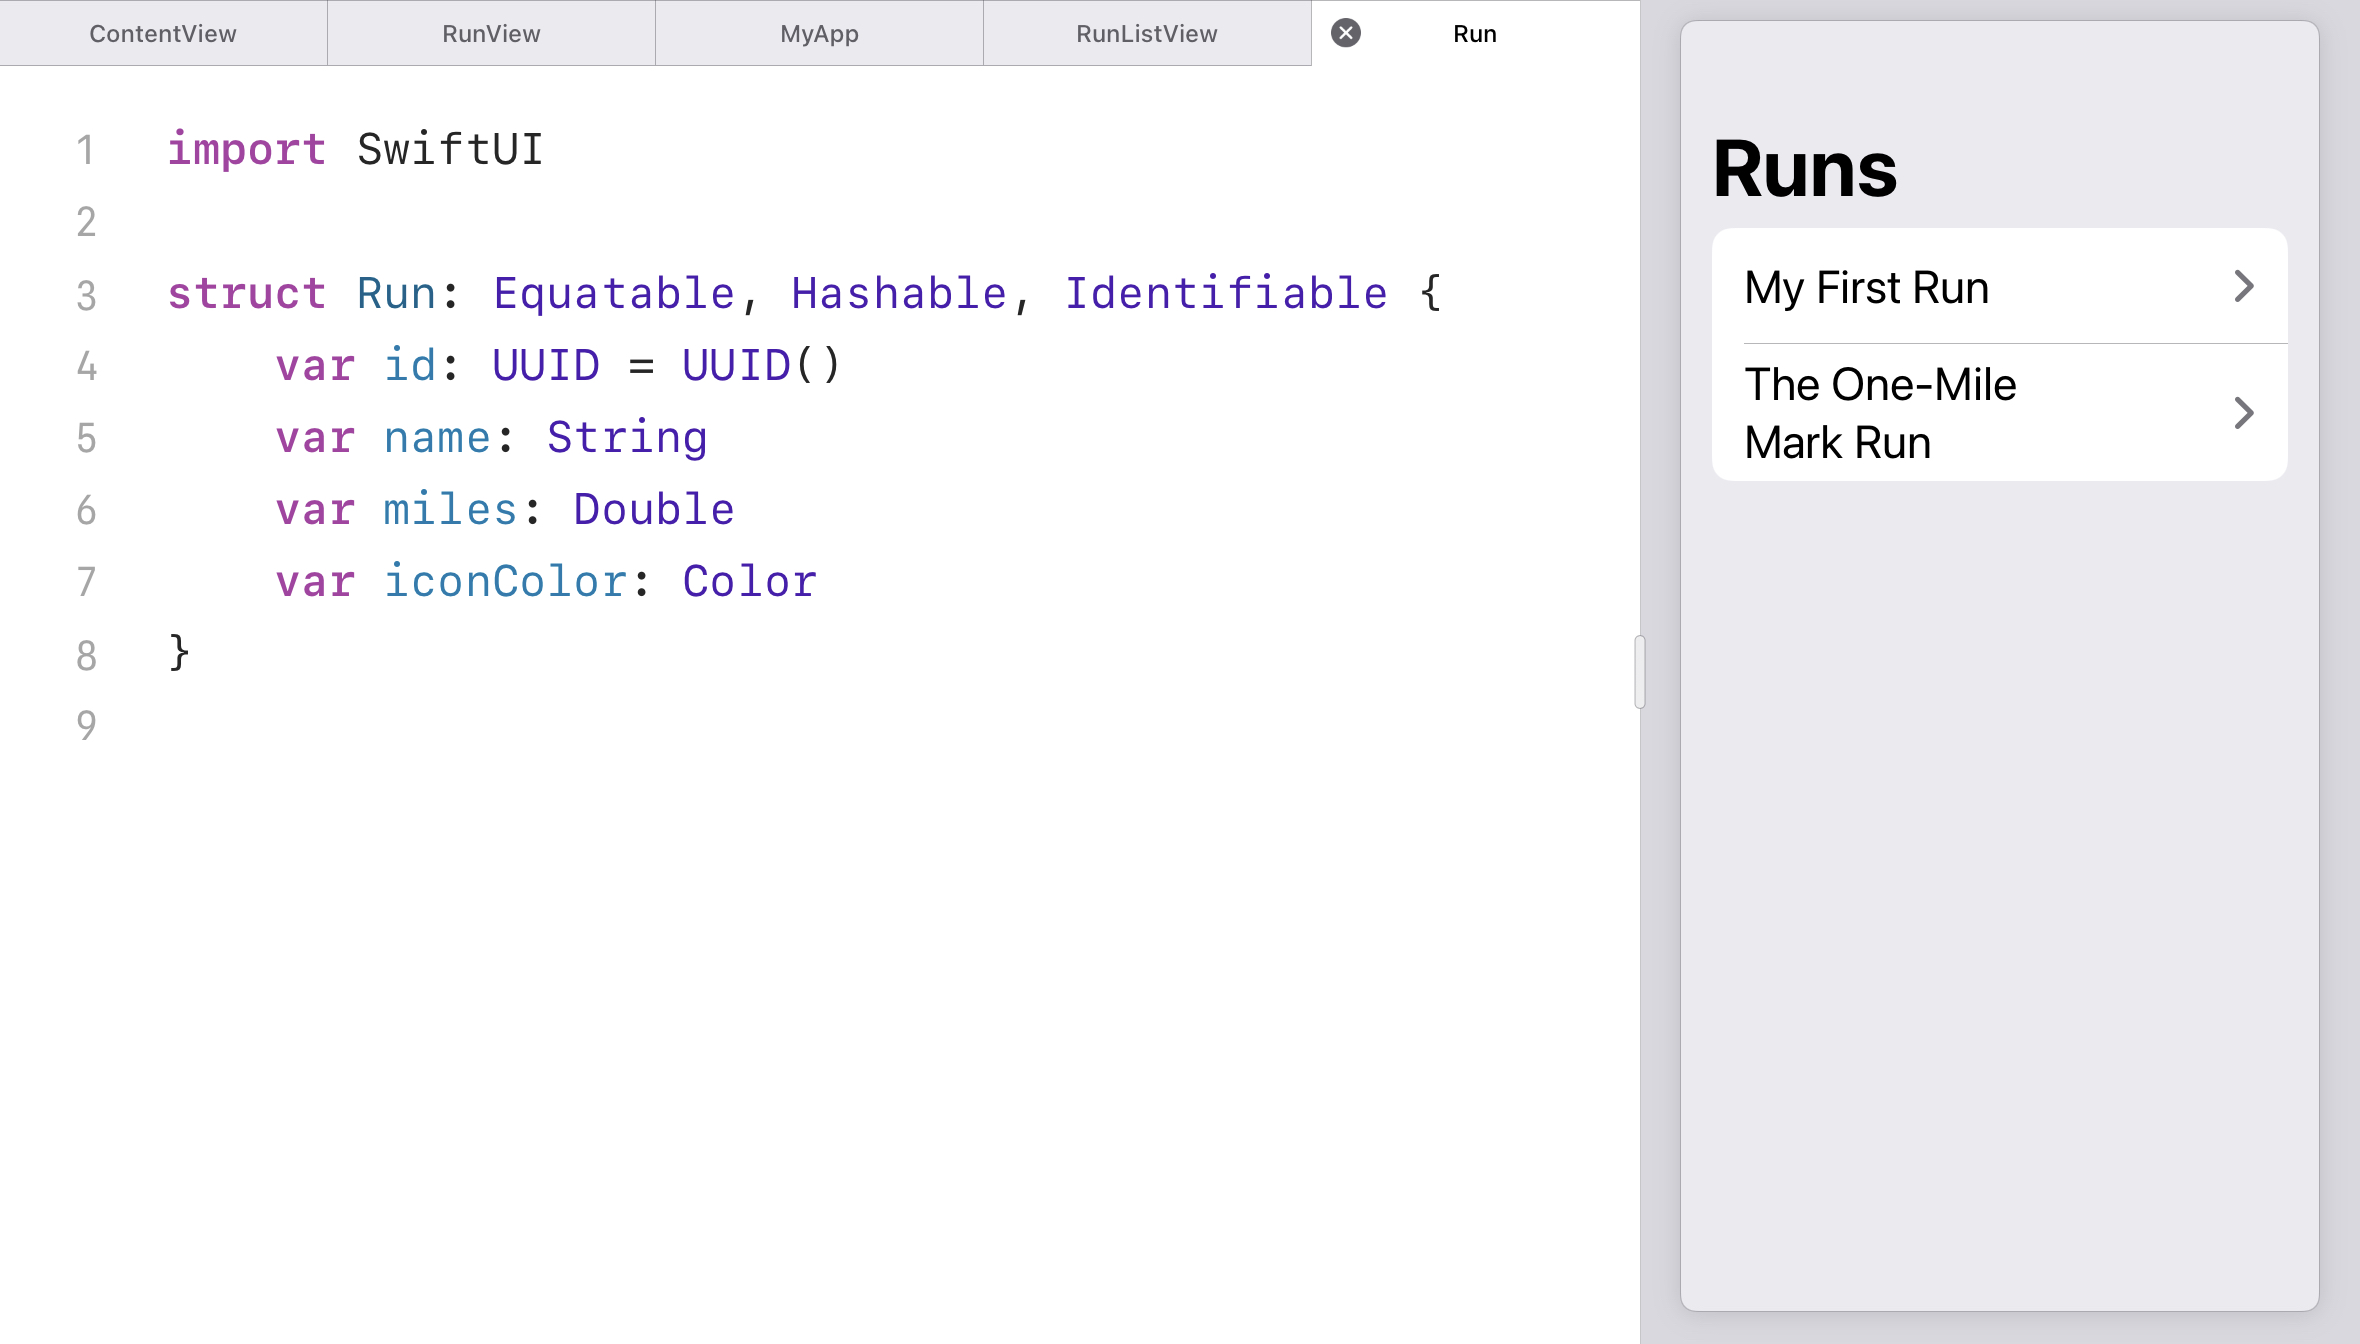 ContentView RunView MyApp RunListView Run
1 import SwiftUI
2
3 struct Run: Equatable, Hashable, Identifiable {
4     var id: UUID = UUID()
5     var name: String
6     var miles: Double
7     var iconColor: Color
8 }
9
Runs
My First Run
The One-Mile
Mark Run